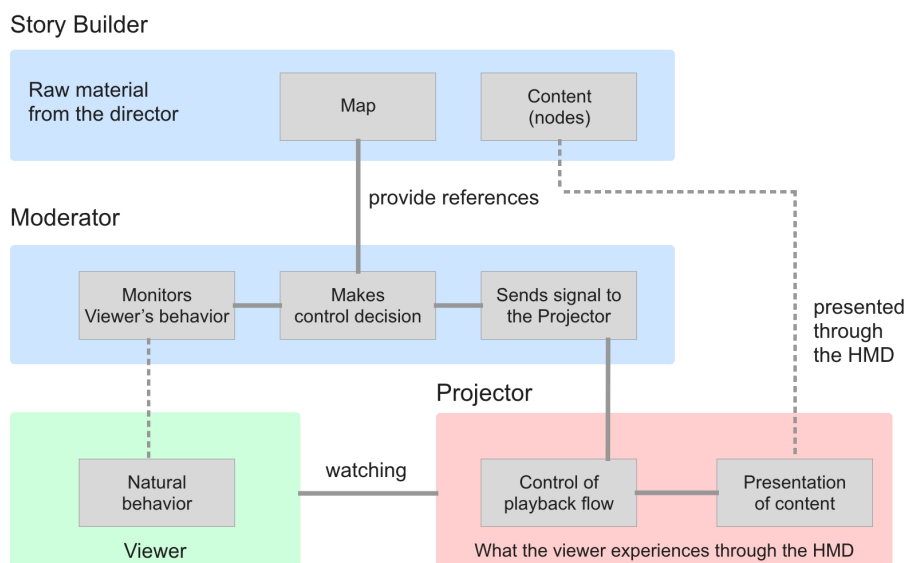 Story Builder
Raw material
from the director
Map
Content
(nodes)
provide references
Moderator
Monitors
Viewer’s behavior
Makes
control decision
Sends signal to
the Projector
presented
through
the HMD
Projector
watching
Natural
behavior
Control of
playback flow
Presentation
of content
Viewer
What the viewer experiences through the HMD